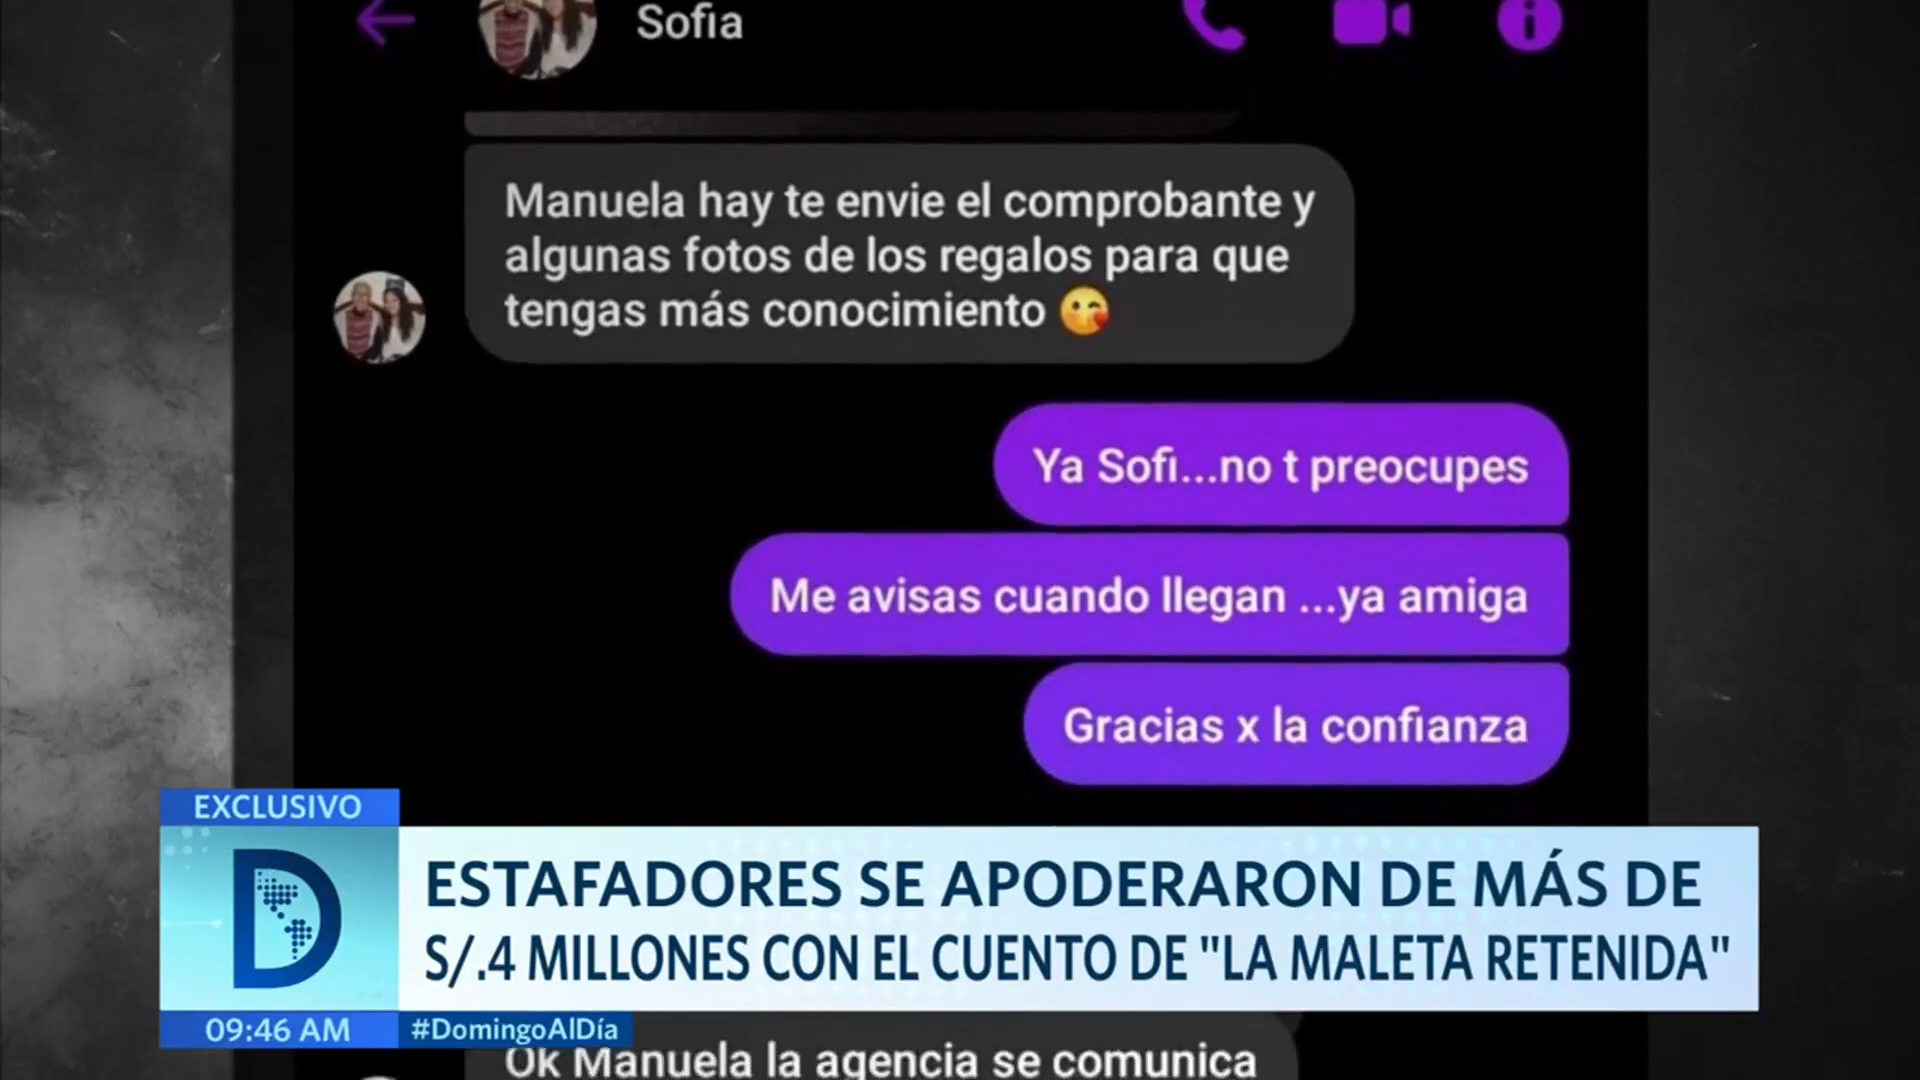 Sofia
Manuela hay te envie el comprobante y
algunas fotos de los regalos para que
tengas más conocimiento 😘
Ya Sofi...no t preocupes
Me avisas cuando llegan ...ya amiga
Gracias x la confianza
EXCLUSIVO
D
ESTAFADORES SE APODERARON DE MÁS DE
S/.4 MILLONES CON EL CUENTO DE "LA MALETA RETENIDA"
09:46 AM
#DomingoAlDía
Ok Manuela la agencia se comunica